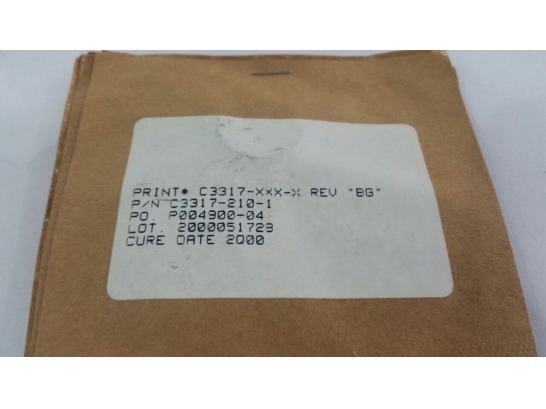 PRINT# C3317-XXX-X REV "BG"
P/N C3317-210-1
PO. P004900-04
LOT. 2000051723
CURE DATE 2Q00